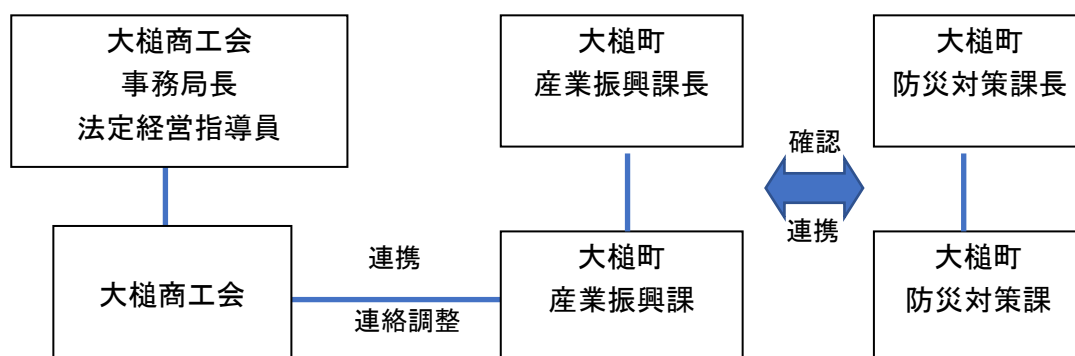 大槌商工会
事務局長
法定経営指導員
大槌町
産業振興課長
大槌町
防災対策課長
確認
連携
大槌商工会
連携
連絡調整
大槌町
産業振興課
大槌町
防災対策課